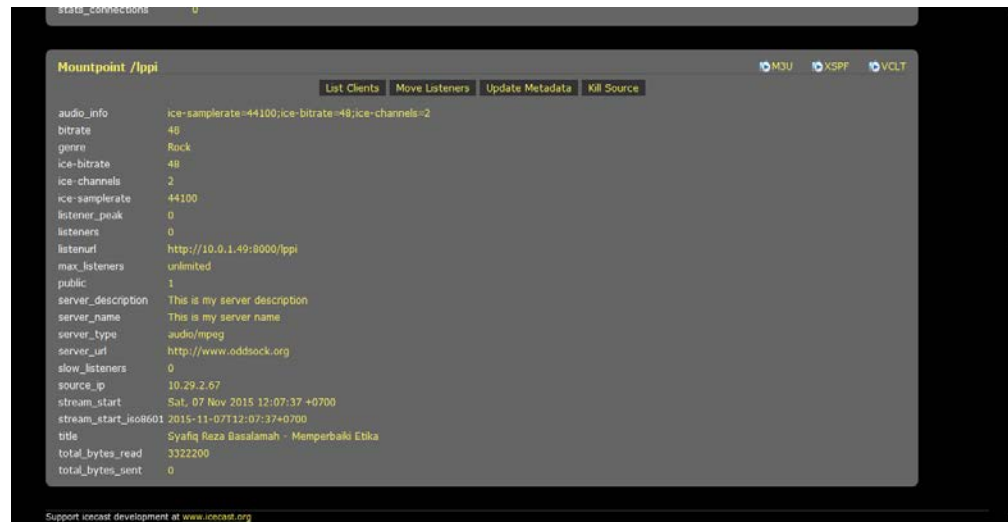 stats_connections 0
Mountpoint /lppi M3U XSPF VCLT
List Clients Move Listeners Update Metadata Kill Source
audio_info ice-samplerate=44100;ice-bitrate=48;ice-channels=2
bitrate 48
genre Rock
ice-bitrate 48
ice-channels 2
ice-samplerate 44100
listener_peak 0
listeners 0
listenurl http://10.0.1.49:8000/lppi
max_listeners unlimited
public 1
server_description This is my server description
server_name This is my server name
server_type audio/mpeg
server_url http://www.oddsock.org
slow_listeners 0
source_ip 10.29.2.67
stream_start Sat, 07 Nov 2015 12:07:37 +0700
stream_start_iso8601 2015-11-07T12:07:37+0700
title Syafiq Reza Basalamah - Memperbaiki Etika
total_bytes_read 3322200
total_bytes_sent 0
Support icecast development at www.icecast.org